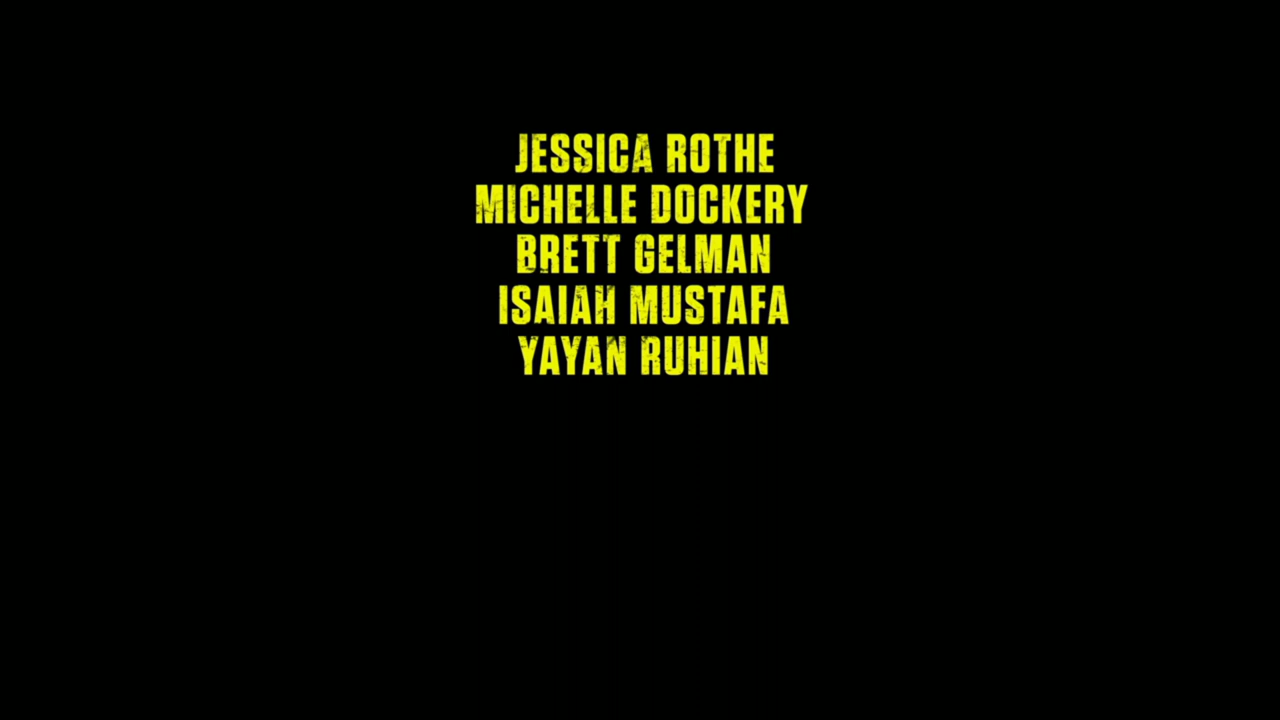 JESSICA ROTHE
MICHELLE DOCKERY
BRETT GELMAN
ISAIAH MUSTAFA
YAYAN RUHIAN